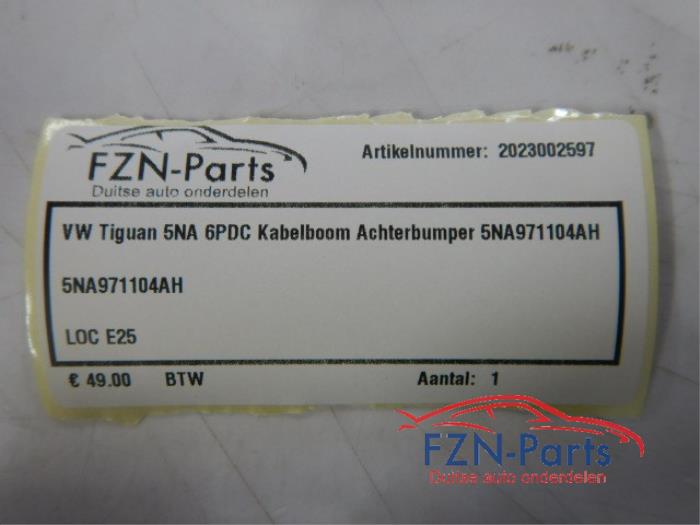 FZN-Parts
Duitse auto onderdelen
Artikelnummer: 2023002597
VW Tiguan 5NA 6PDC Kabelboom Achterbumper 5NA971104AH
5NA971104AH
LOC E25
€ 49.00 BTW Aantal: 1
FZN-Parts
Duitse auto onderdelen